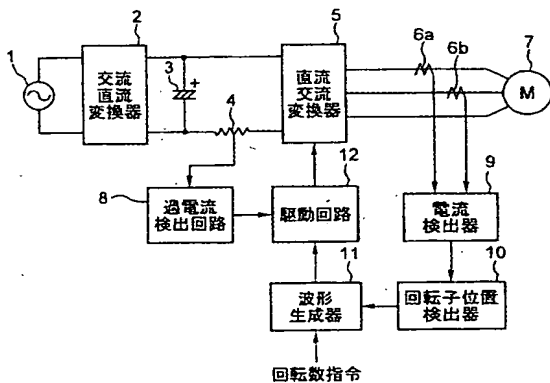 1
2
交流
直流
変換器
3
+
4
5
直流
交流
変換器
6a
6b
7
M
8
過電流
検出回路
12
駆動回路
9
電流
検出器
11
波形
生成器
10
回転子位置
検出器
回転数指令